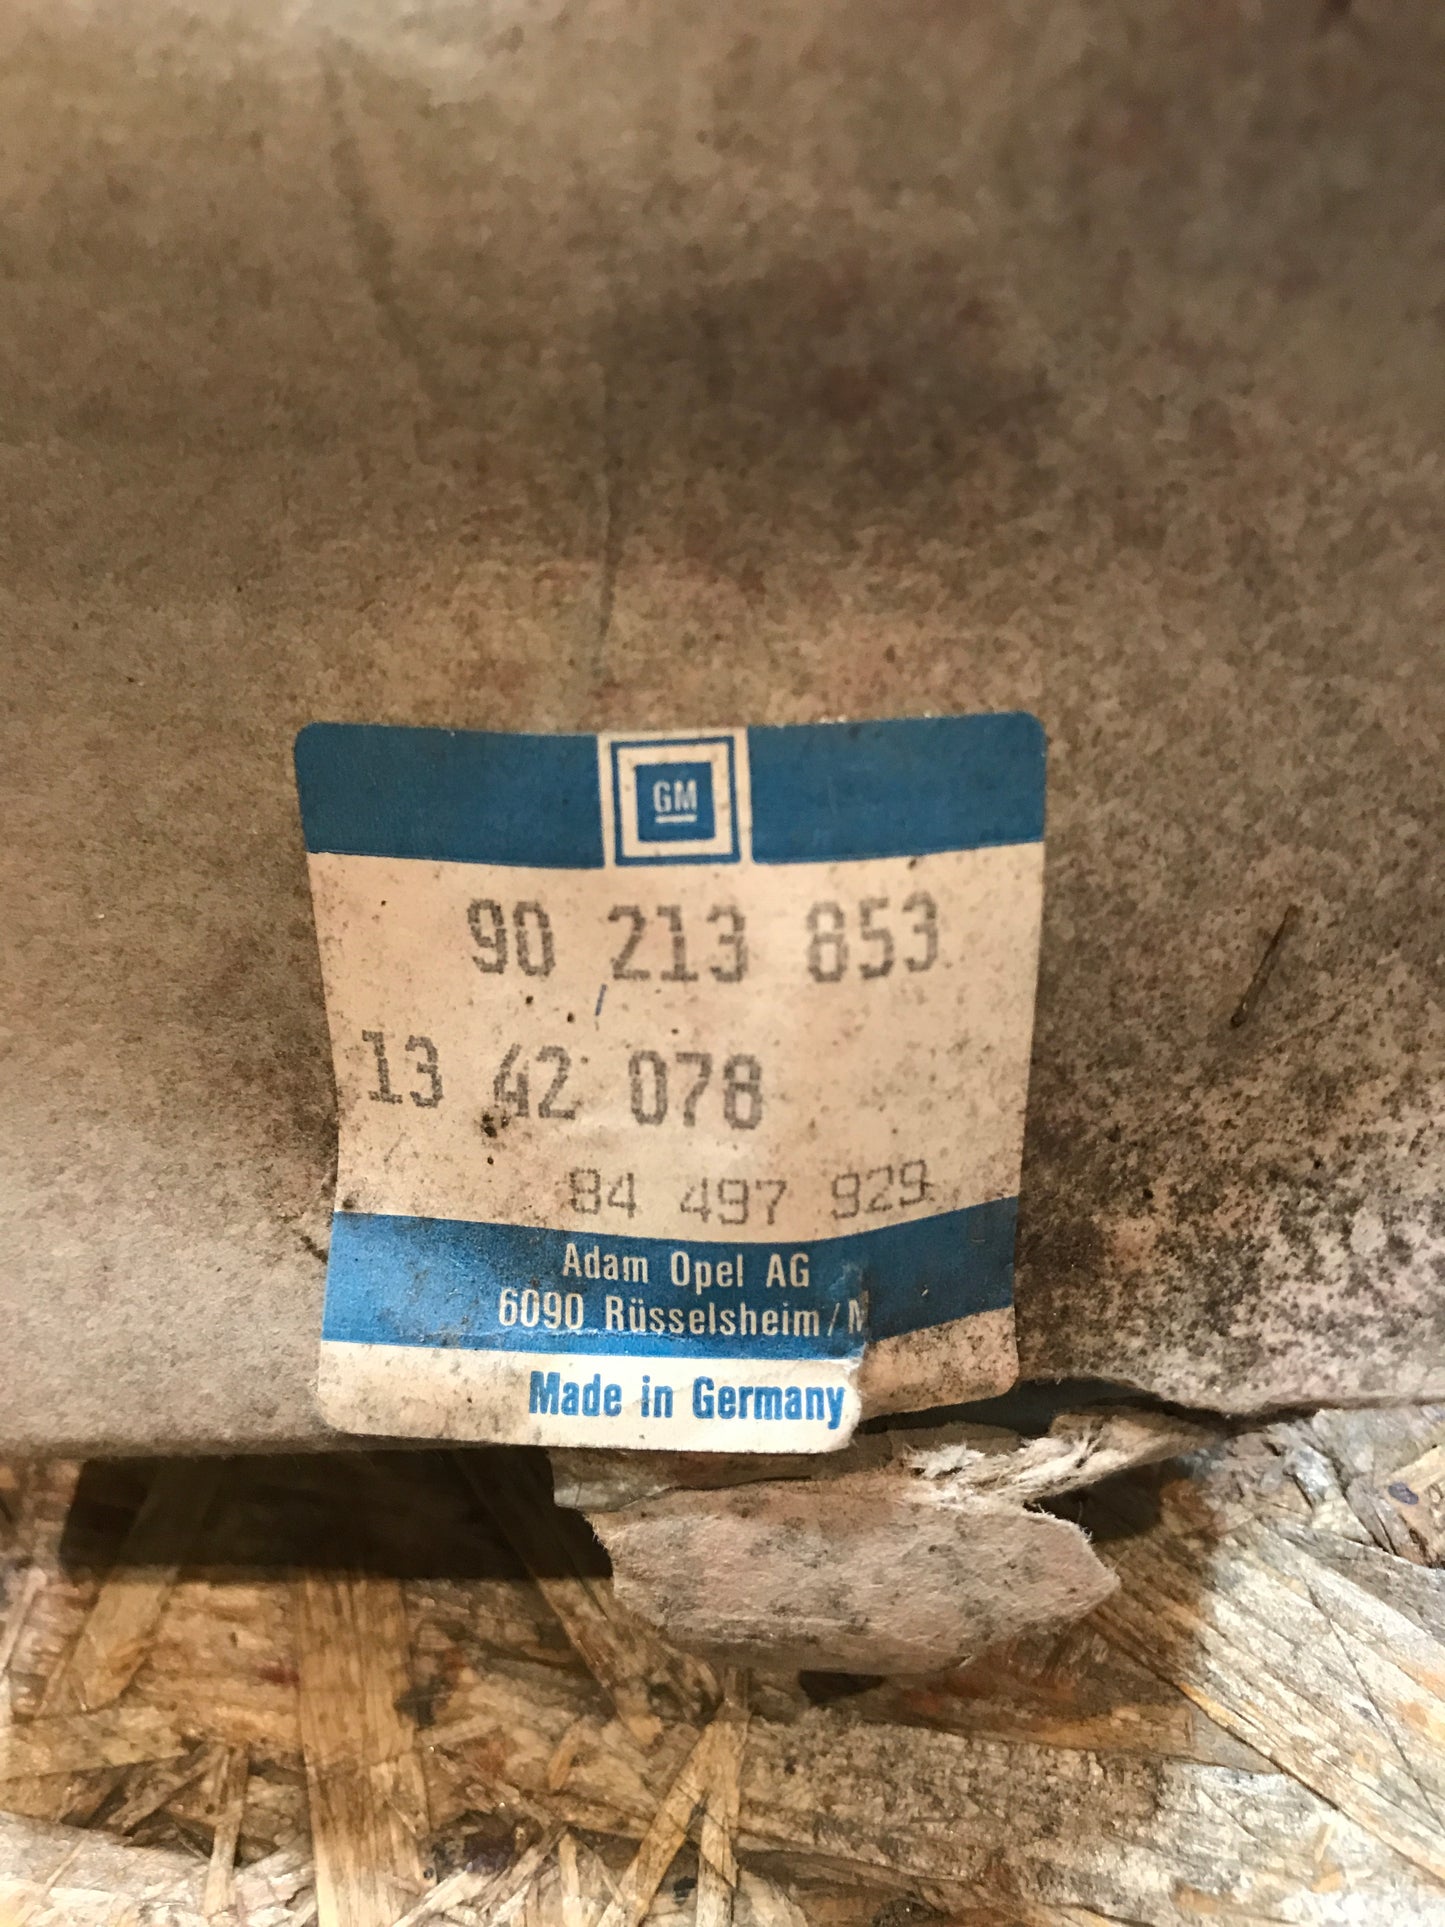 GM
90 213 853
13 42 078
84 497 929
Adam Opel AG
6090 Rüsselsheim/M
Made in Germany